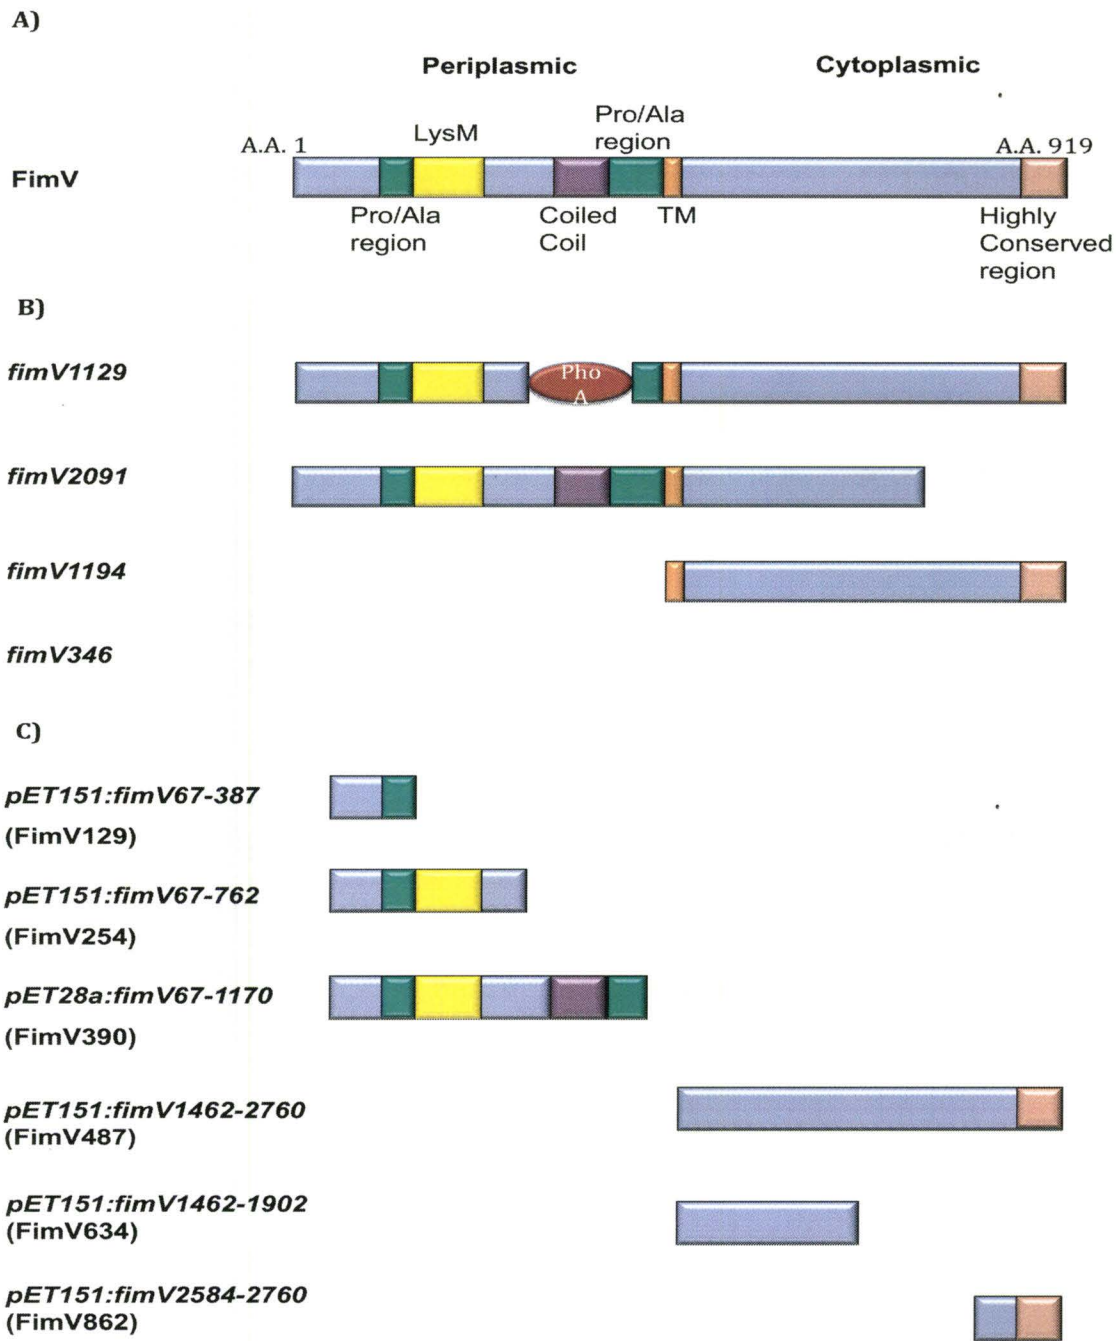 A)
Periplasmic
Cytoplasmic
Pro/Ala
region
LysM
A.A. 1
A.A. 919
FimV
Pro/Ala
region
Coiled
Coil
TM
Highly
Conserved
region
B)
fimV1129
Pho
A
fimV2091
fimV1194
fimV346
C)
pET151:fimV67-387
(FimV129)
pET151:fimV67-762
(FimV254)
pET28a:fimV67-1170
(FimV390)
pET151:fimV1462-2760
(FimV487)
pET151:fimV1462-1902
(FimV634)
pET151:fimV2584-2760
(FimV862)